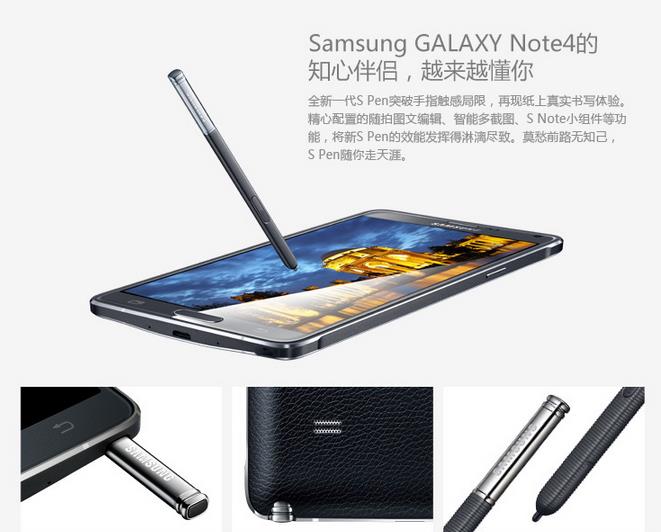 Samsung GALAXY Note4的
知心伴侣，越来越懂你
全新一代S Pen突破手指触感局限，再现纸上真实书写体验。
精心配置的随拍图文编辑、智能多截图、S Note小组件等功
能，将新S Pen的效能发挥得淋漓尽致。莫愁前路无知己，
S Pen随你走天涯。
SAMSUNG
SAMSUNG
SAMSUNG